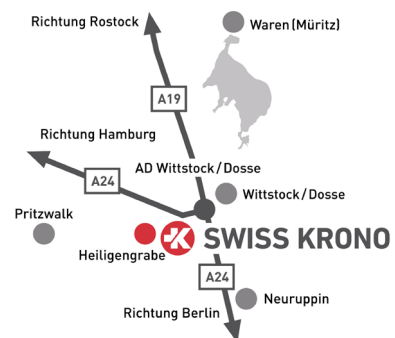 Richtung Rostock
Waren (Müritz)
A19
Richtung Hamburg
AD Wittstock / Dosse
A24
Wittstock / Dosse
Pritzwalk
SWISS KRONO
Heiligengrabe
A24
Neuruppin
Richtung Berlin